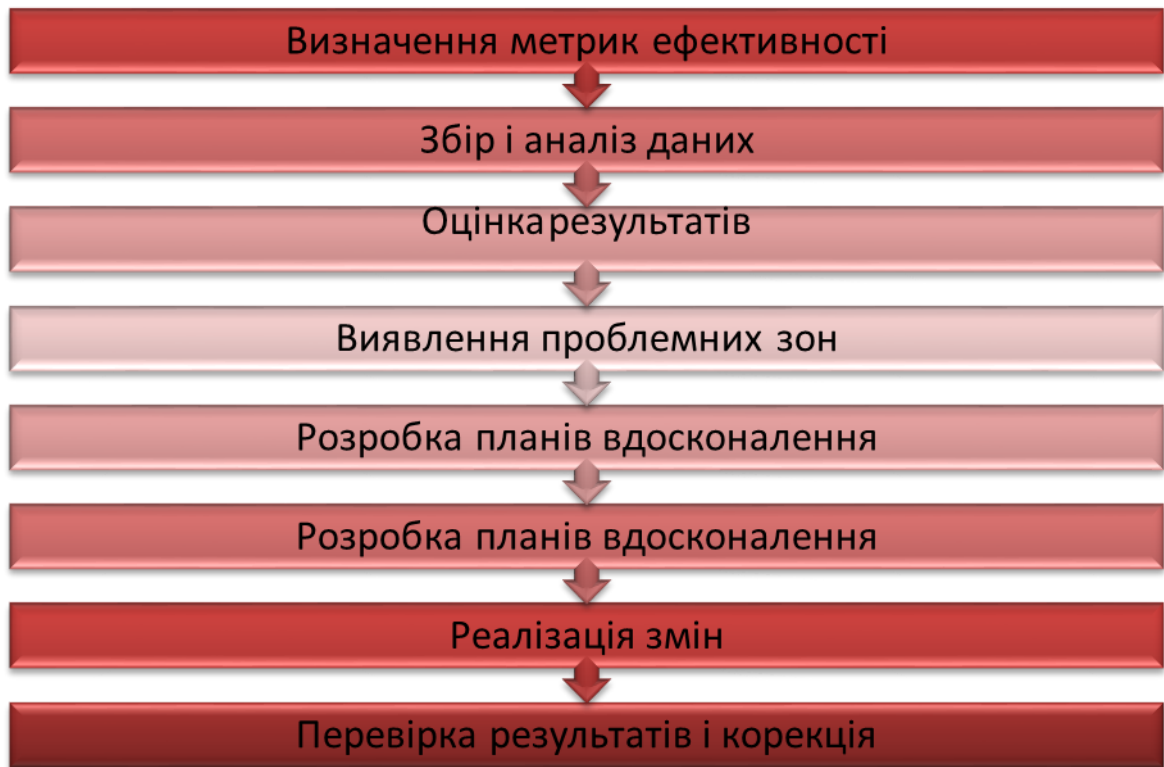 Визначення метрик ефективності
Збір і аналіз даних
Оцінка результатів
Виявлення проблемних зон
Розробка планів вдосконалення
Розробка планів вдосконалення
Реалізація змін
Перевірка результатів і корекція